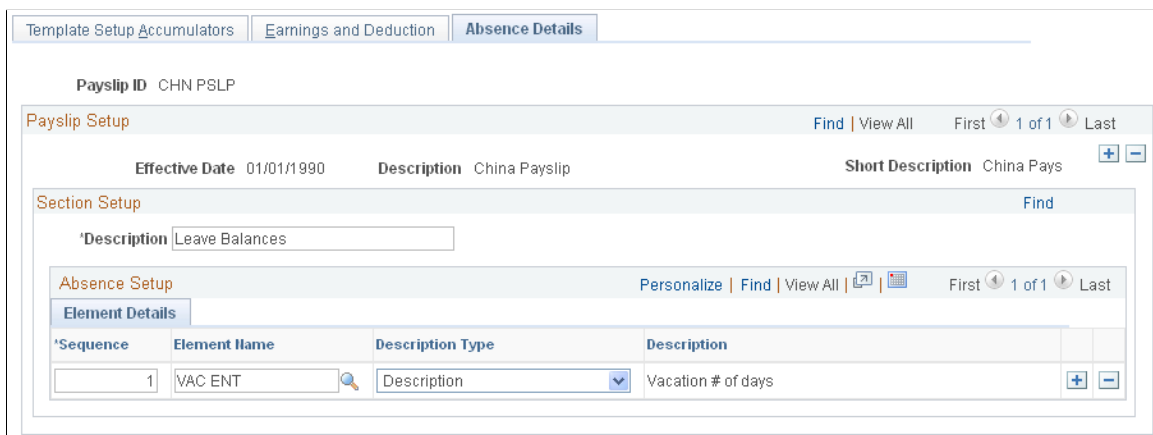 Template Setup Accumulators Earnings and Deduction Absence Details
Payslip ID CHN PSLP
Payslip Setup Find | View All First 1 of 1 Last
Effective Date 01/01/1990 Description China Payslip Short Description China Pays
Section Setup Find
*Description Leave Balances
Absence Setup Personalize | Find | View All | | First 1 of 1 Last
Element Details
*Sequence Element Name Description Type Description
1 VAC ENT Description Vacation # of days